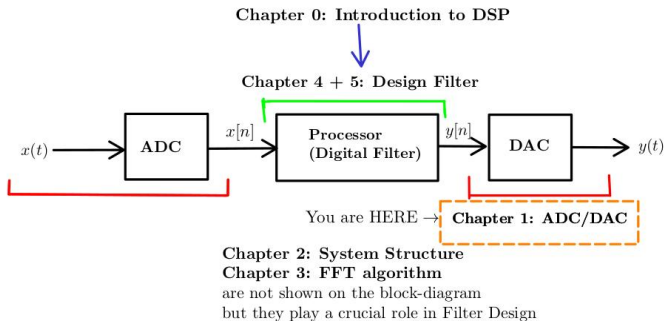 Chapter 0: Introduction to DSP
Chapter 4 + 5: Design Filter
x(t)
ADC
x[n]
Processor
(Digital Filter)
y[n]
DAC
y(t)
You are HERE → Chapter 1: ADC/DAC
Chapter 2: System Structure
Chapter 3: FFT algorithm
are not shown on the block-diagram
but they play a crucial role in Filter Design